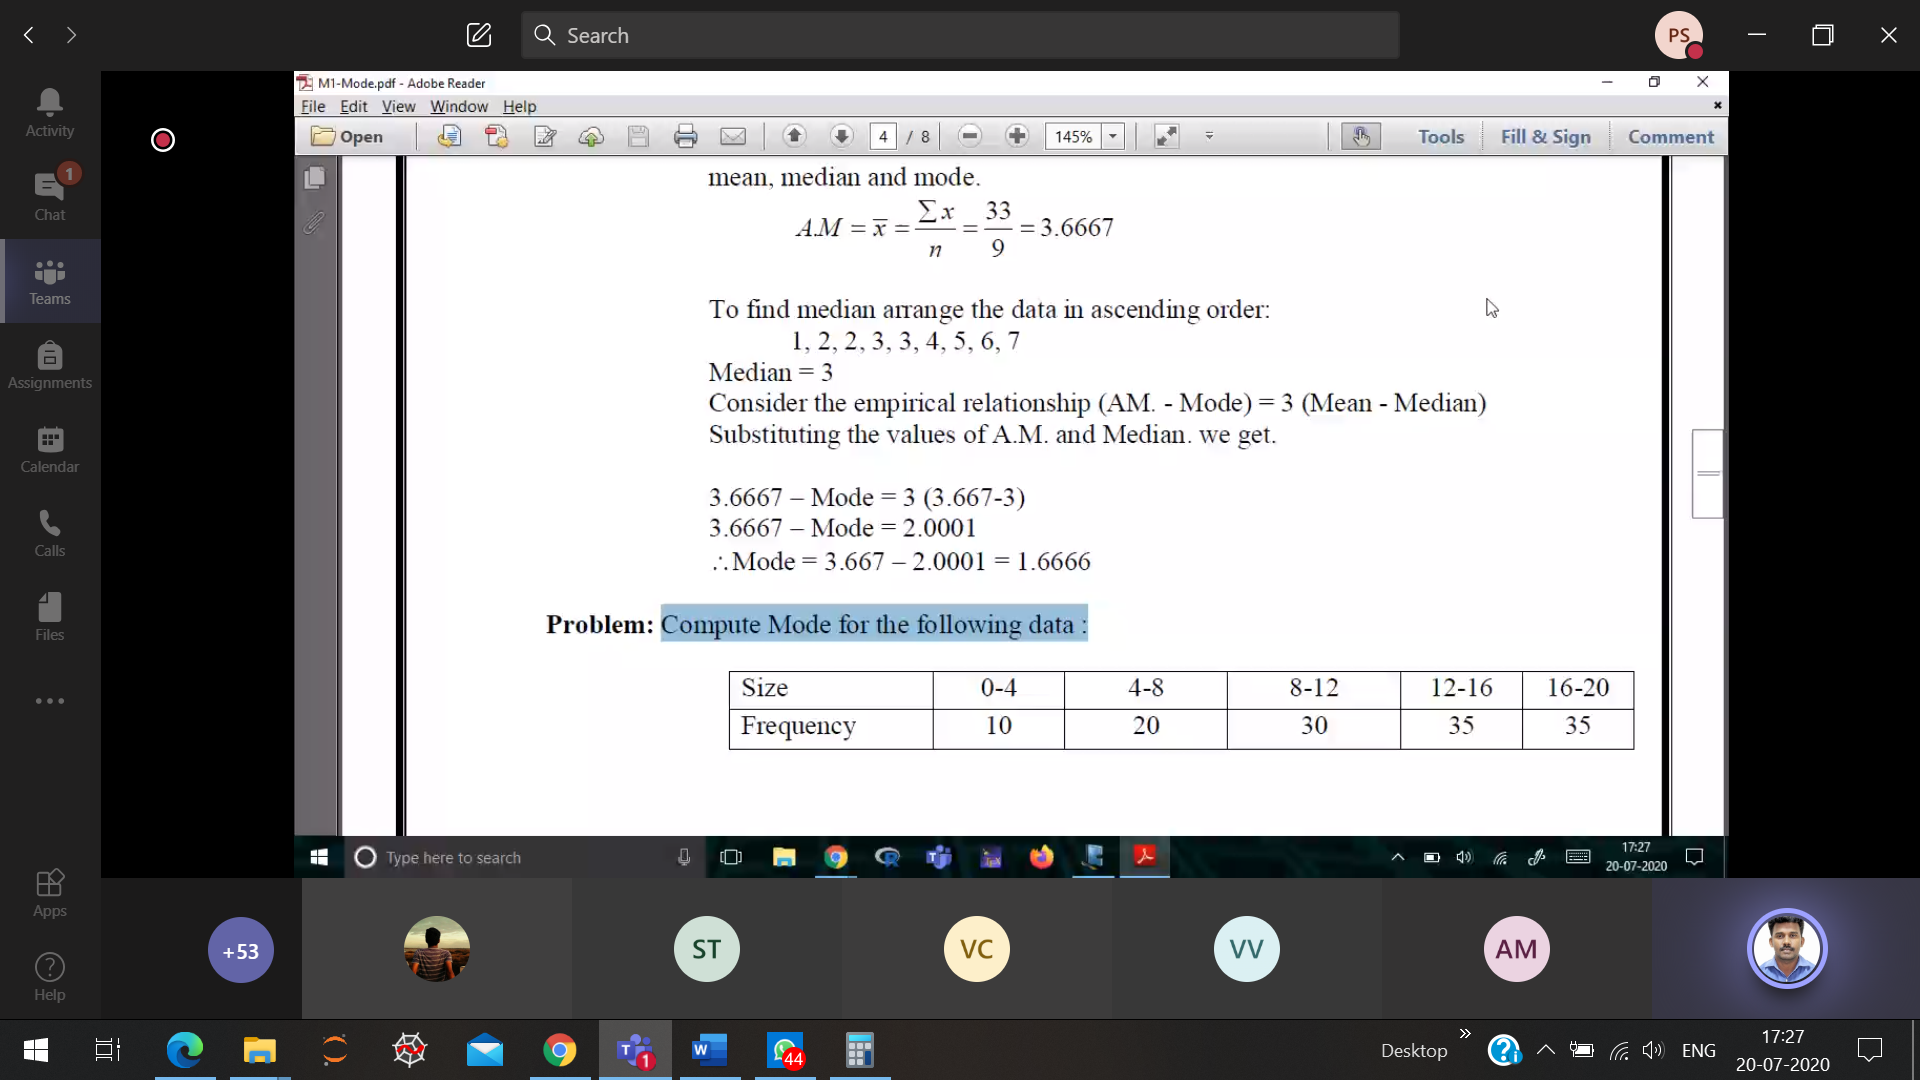 Search
PS
M1-Mode.pdf - Adobe Reader
File Edit View Window Help
Open 4 / 8 145% Tools Fill & Sign Comment
Activity
1
Chat
Teams
Assignments
Calendar
Calls
Files
Apps
Help
mean, median and mode.
A.M = x̅ = ∑x / n = 33 / 9 = 3.6667
To find median arrange the data in ascending order:
1, 2, 2, 3, 3, 4, 5, 6, 7
Median = 3
Consider the empirical relationship (AM. - Mode) = 3 (Mean - Median)
Substituting the values of A.M. and Median. we get.
3.6667 – Mode = 3 (3.667-3)
3.6667 – Mode = 2.0001
∴Mode = 3.667 – 2.0001 = 1.6666
Problem: Compute Mode for the following data :
Size 0-4 4-8 8-12 12-16 16-20
Frequency 10 20 30 35 35
Type here to search
17:27
20-07-2020
+53 ST VC VV AM
1
44
Desktop
ENG
17:27
20-07-2020